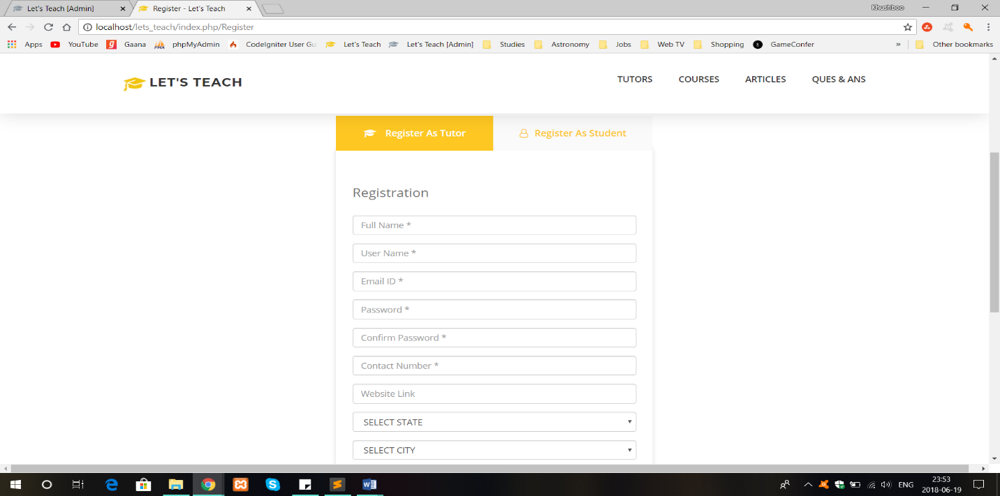 Let's Teach [Admin] Register - Let's Teach Khushboo
localhost/lets_teach/index.php/Register
Apps YouTube Gaana phpMyAdmin CodeIgniter User Gu Let's Teach Let's Teach [Admin] Studies Astronomy Jobs Web TV Shopping GameConfer » Other bookmarks
LET'S TEACH TUTORS COURSES ARTICLES QUES & ANS
Register As Tutor Register As Student
Registration
Full Name *
User Name *
Email ID *
Password *
Confirm Password *
Contact Number *
Website Link
SELECT STATE
SELECT CITY
23:53
ENG
2018-06-19